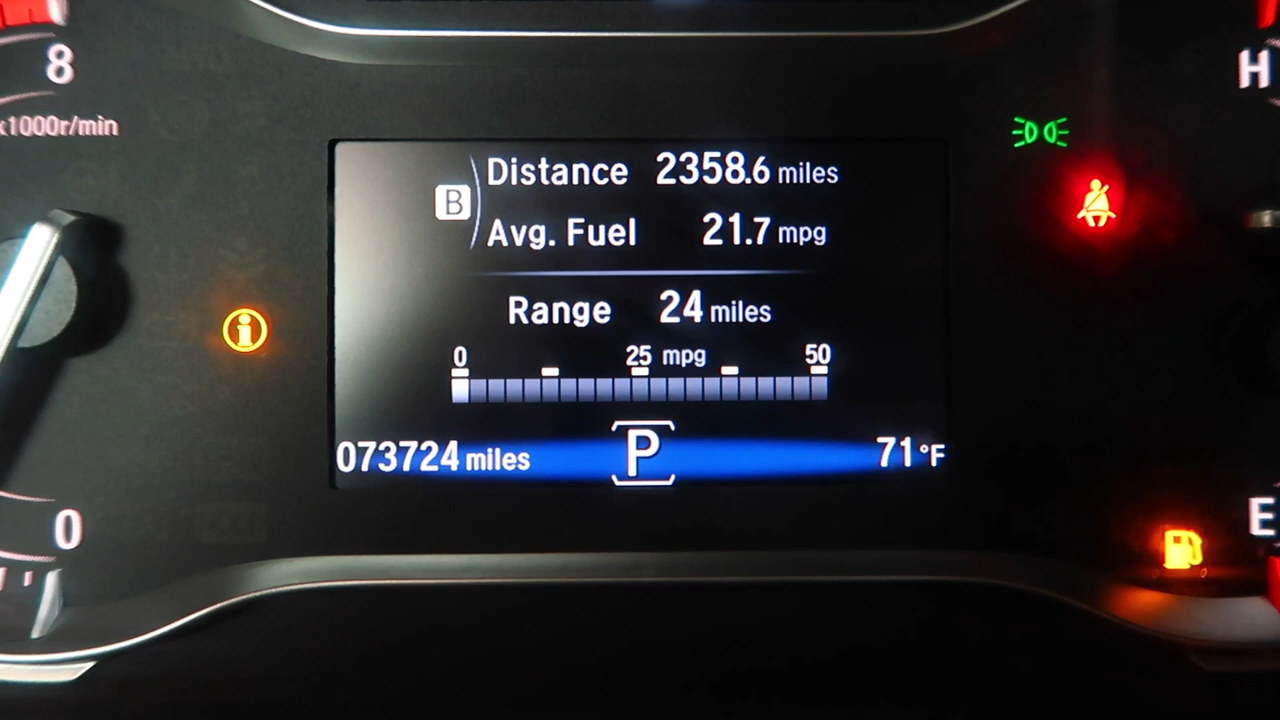 8
x1000r/min
H
B
Distance 2358.6 miles
Avg. Fuel 21.7 mpg
Range 24 miles
0 25 mpg 50
073724 miles P 71°F
0
E